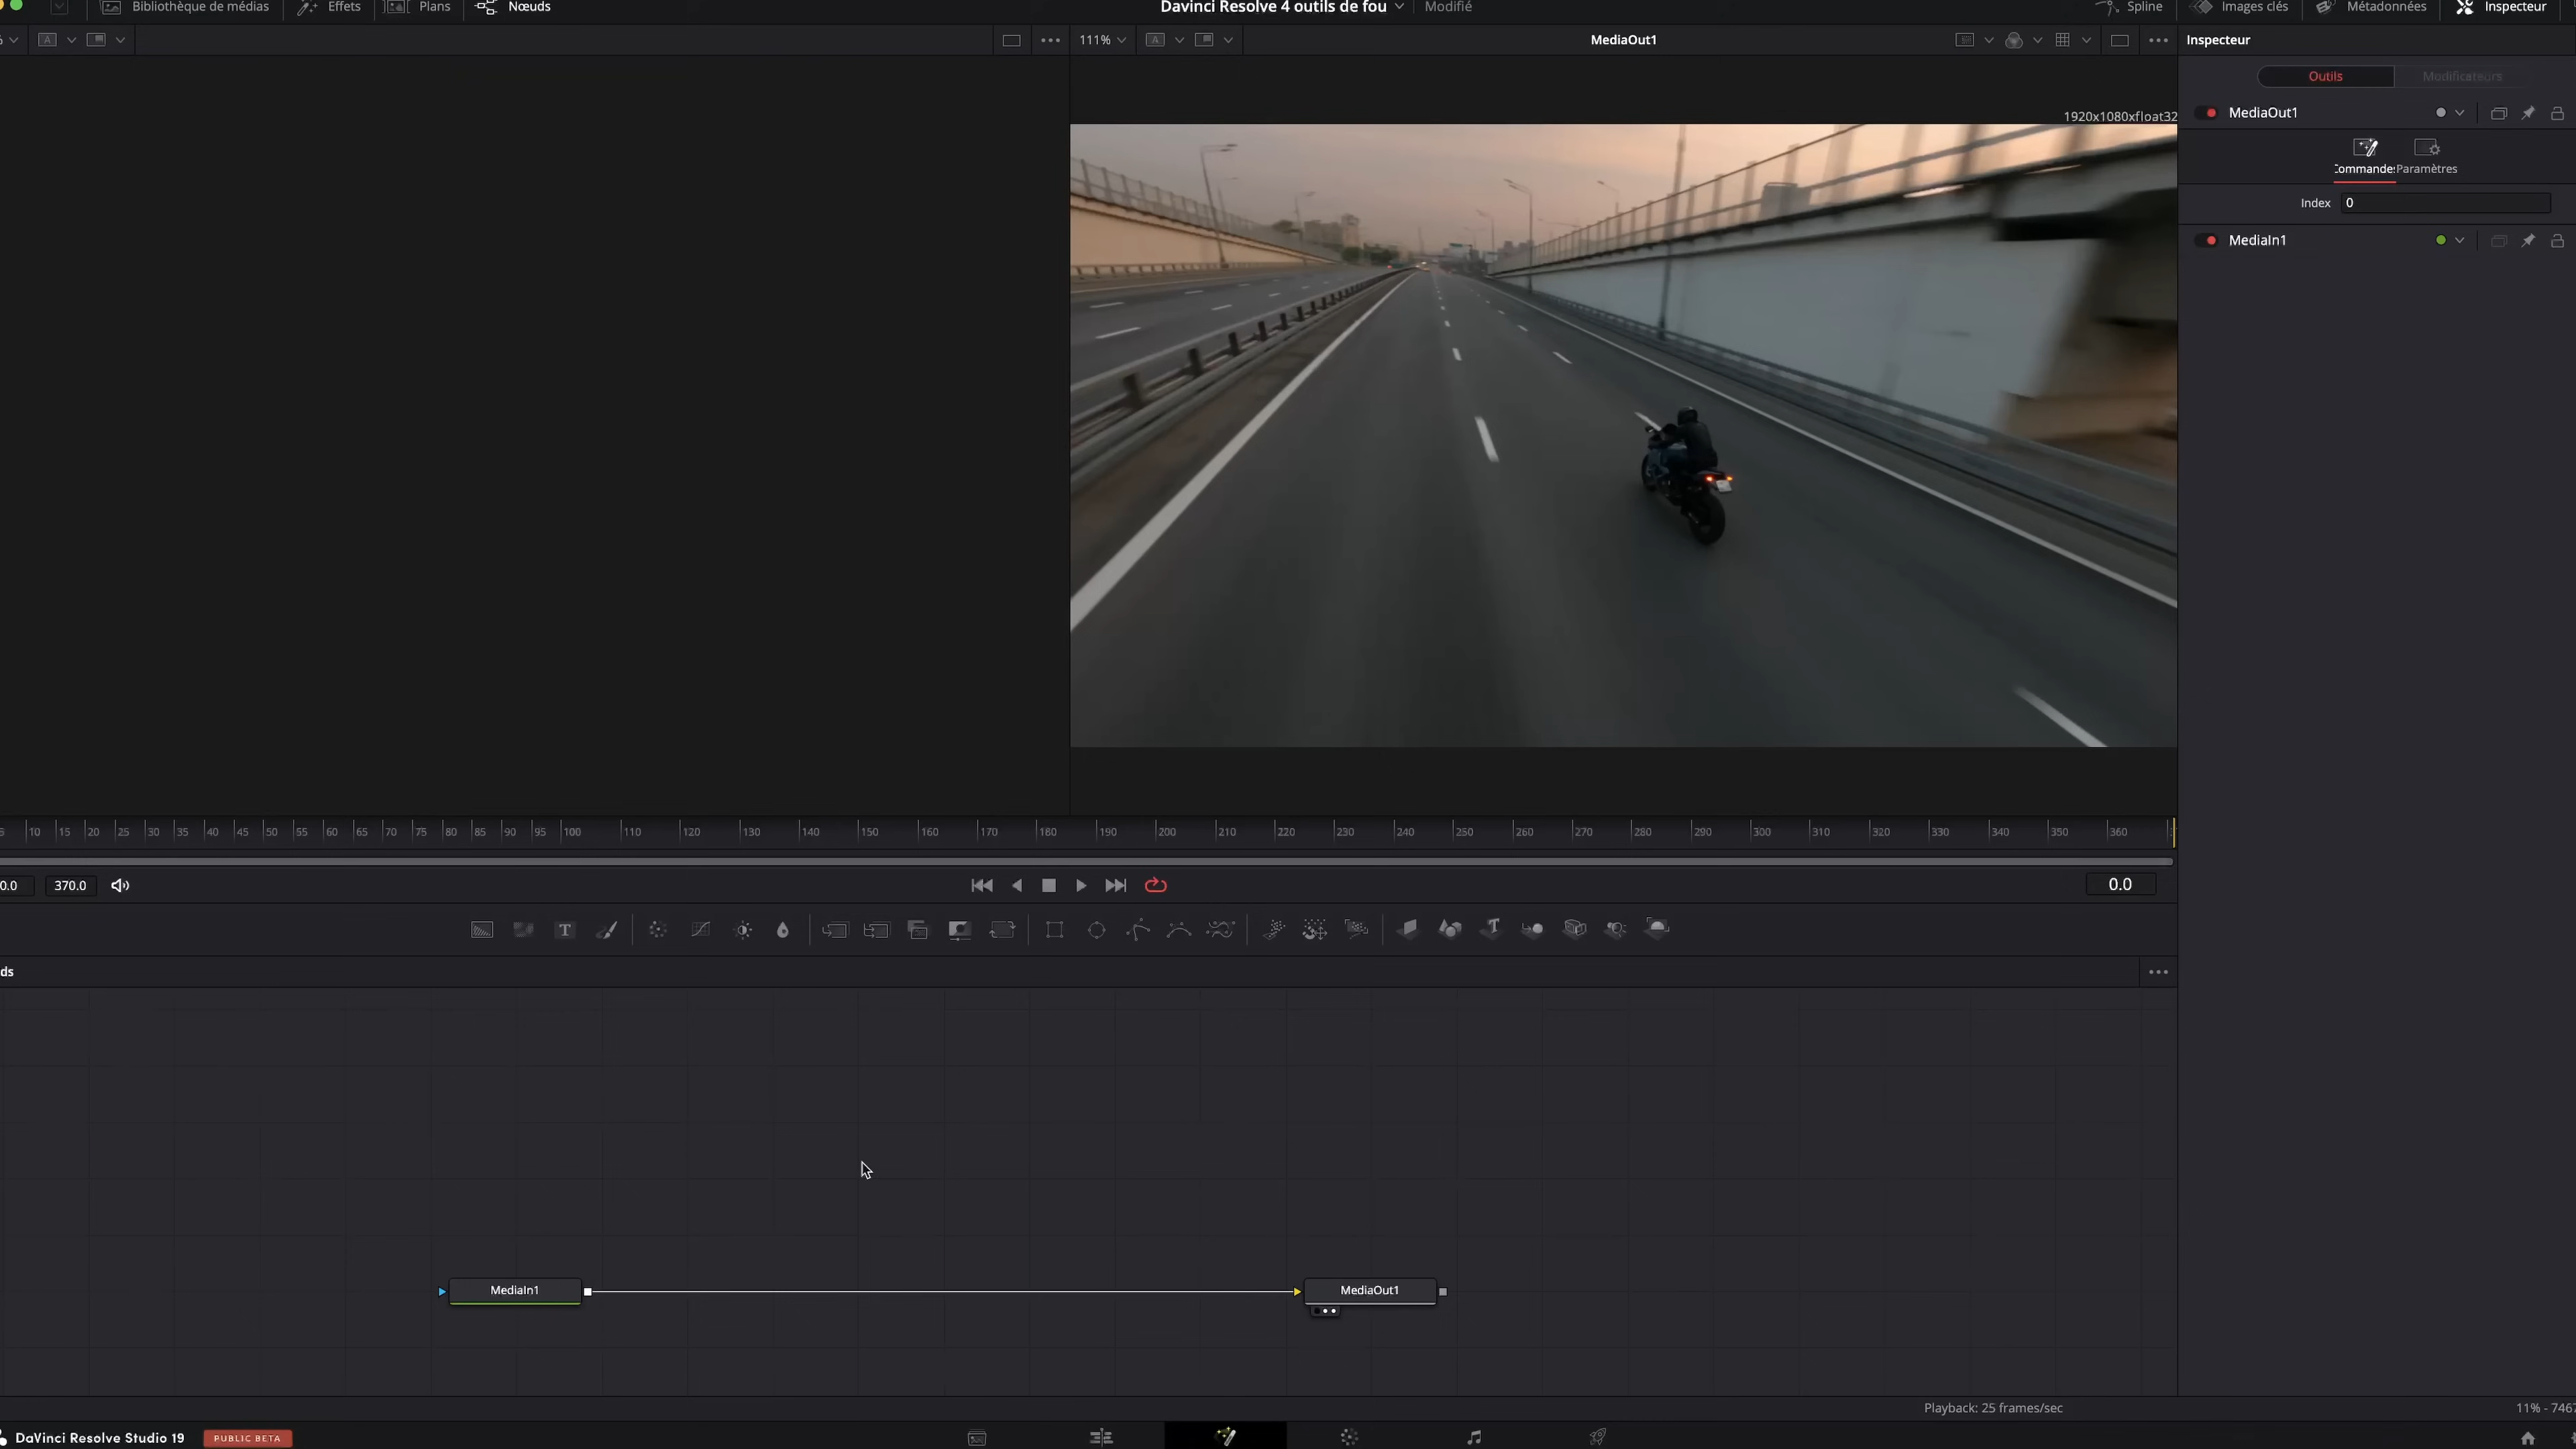 Bibliothèque de médias Effets Plans Nœuds Davinci Resolve 4 outils de fou Modifié Spline Images clés Métadonnées Inspecteur
% 111% MediaOut1 Inspecteur
Outils Modificateurs
1920x1080xfloat32 MediaOut1
Commandes Paramètres
Index 0
MediaIn1
5 10 15 20 25 30 35 40 45 50 55 60 65 70 75 80 85 90 95 100 110 120 130 140 150 160 170 180 190 200 210 220 230 240 250 260 270 280 290 300 310 320 330 340 350 360
0.0 370.0 0.0
ds
MediaIn1 MediaOut1
Playback: 25 frames/sec 11% - 7467
DaVinci Resolve Studio 19 PUBLIC BETA